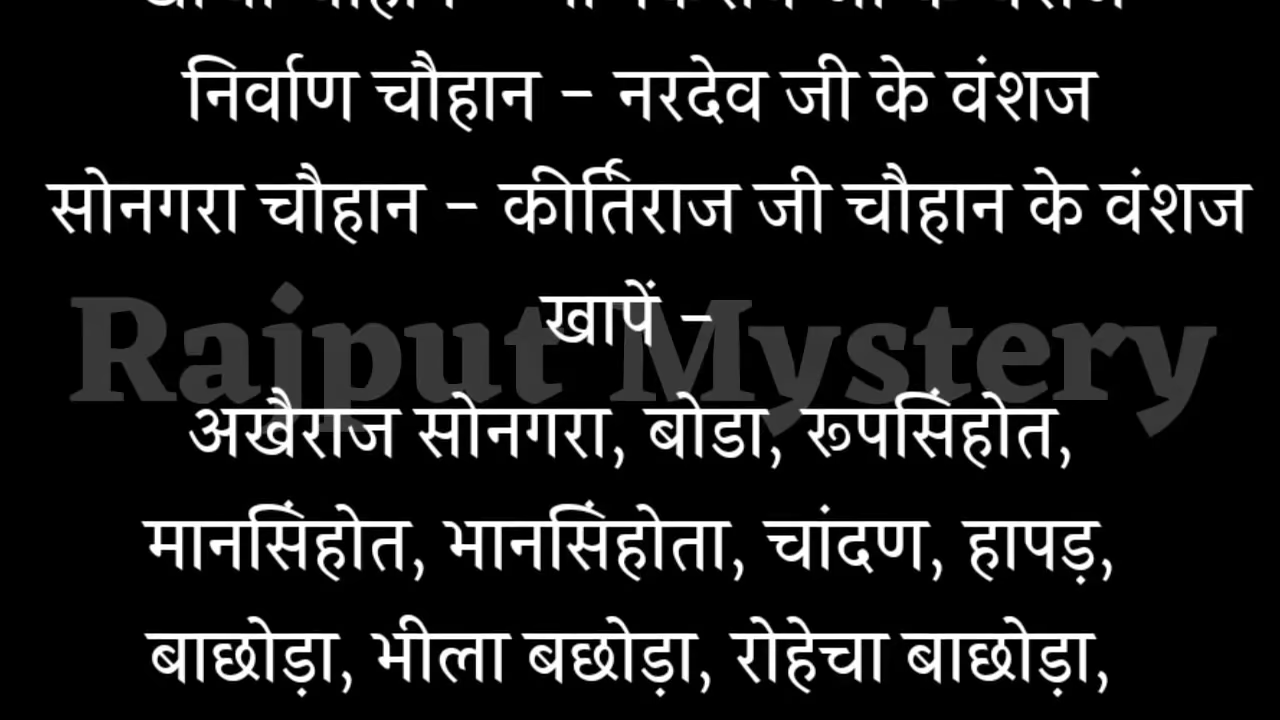 निर्वाण चौहान - नरदेव जी के वंशज
सोनगरा चौहान - कीर्तिराज जी चौहान के वंशज
खापें -
Rajput Mystery
अखैराज सोनगरा, बोडा, रूपसिंहोत,
मानसिंहोत, भानसिंहोता, चांदण, हापड़,
बाछोड़ा, भीला बछोड़ा, रोहेचा बाछोड़ा,